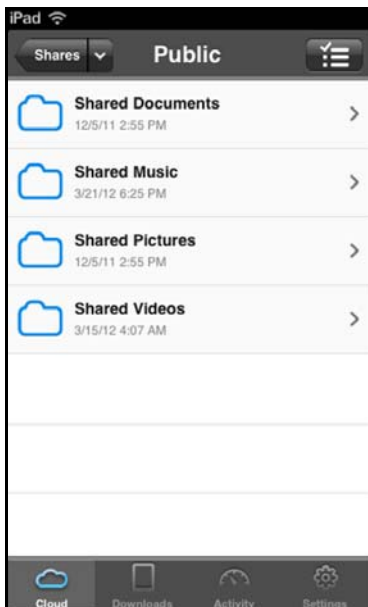 iPad
Shares
Public
Shared Documents
12/5/11 2:55 PM
Shared Music
3/21/12 6:25 PM
Shared Pictures
12/5/11 2:55 PM
Shared Videos
3/15/12 4:07 AM
Cloud
Downloads
Activity
Settings